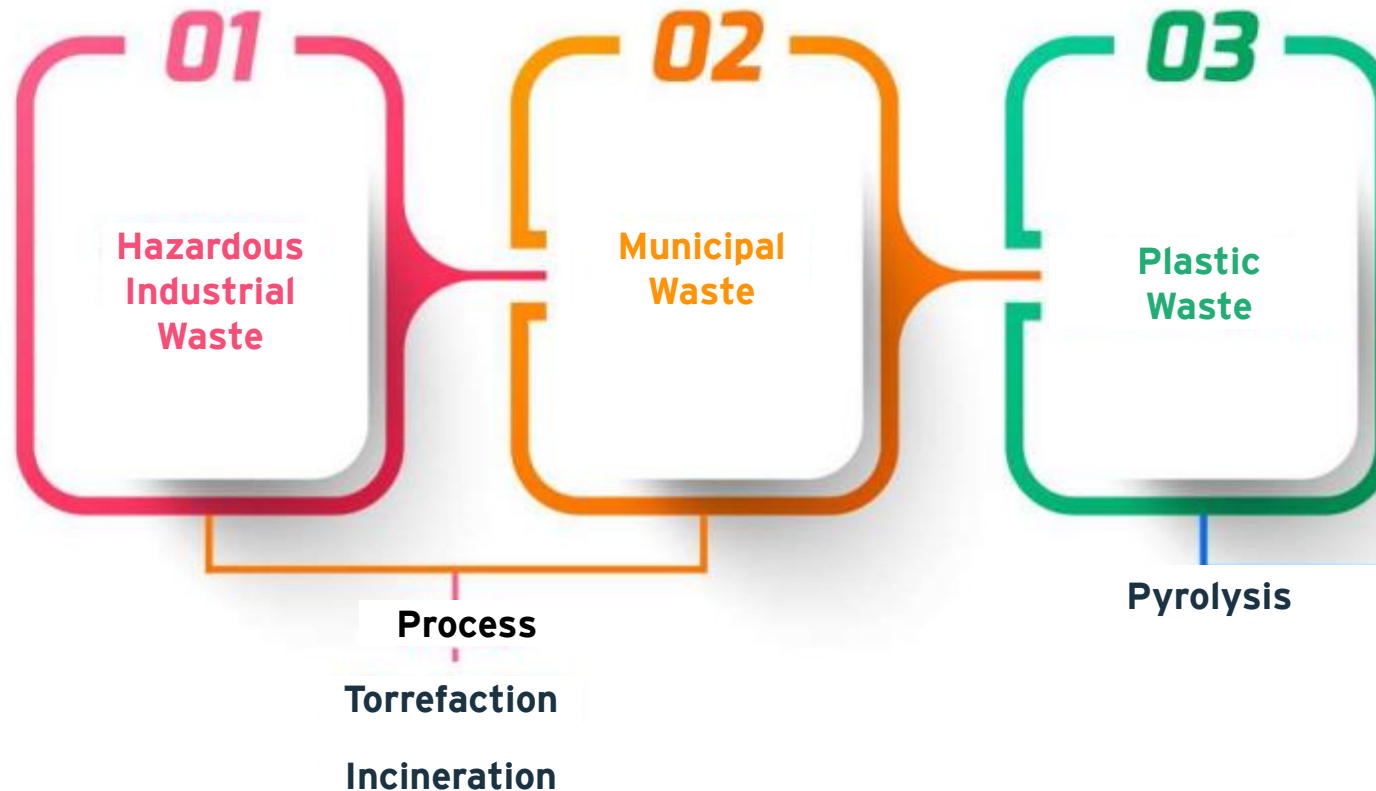 01
Hazardous
Industrial
Waste
02
Municipal
Waste
03
Plastic
Waste
Process
Torrefaction
Incineration
Pyrolysis